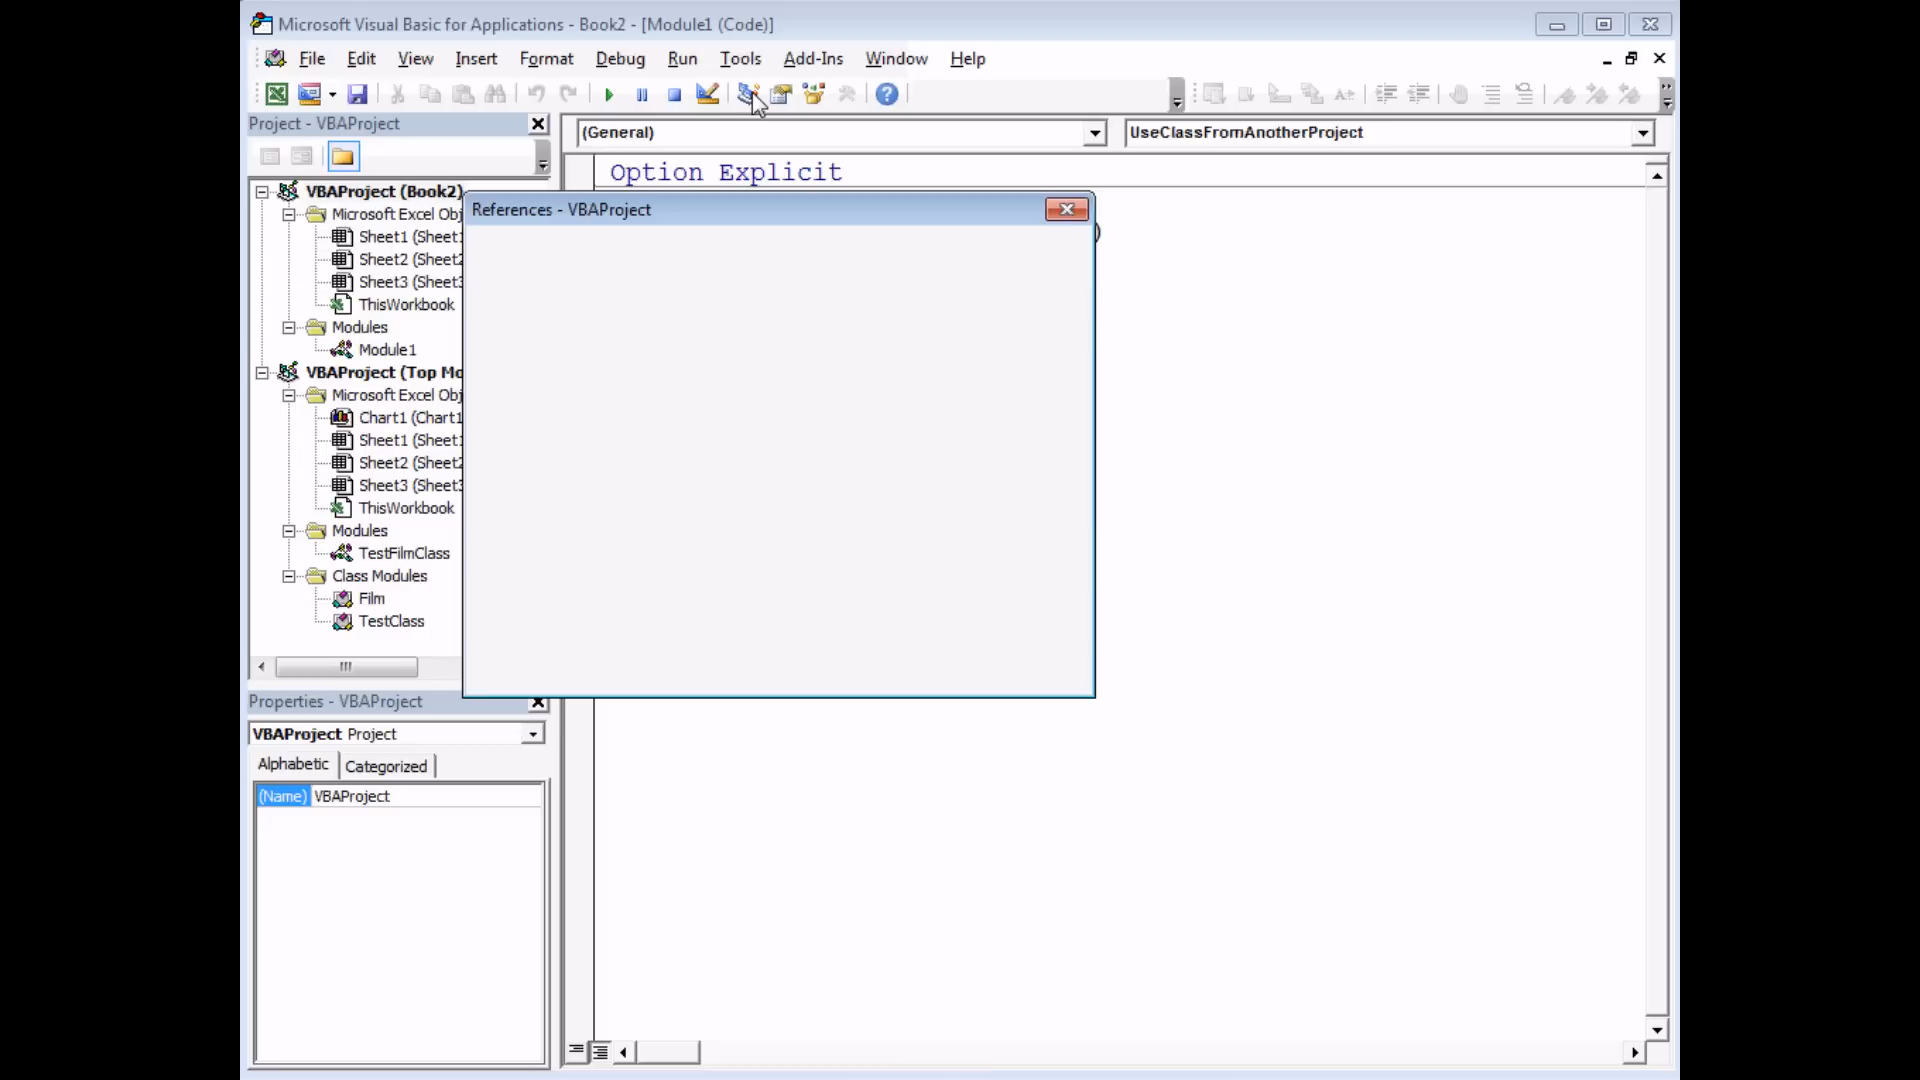 Microsoft Visual Basic for Applications - Book2 - [Module1 (Code)]
File Edit View Insert Format Debug Run Tools Add-Ins Window Help
Project - VBAProject
(General)
UseClassFromAnotherProject
Option Explicit
)
VBAProject (Book2)
Microsoft Excel Obj
Sheet1 (Sheet1
Sheet2 (Sheet2
Sheet3 (Sheet3
ThisWorkbook
Modules
Module1
VBAProject (Top Mo
Microsoft Excel Obj
Chart1 (Chart1
Sheet1 (Sheet1
Sheet2 (Sheet2
Sheet3 (Sheet3
ThisWorkbook
Modules
TestFilmClass
Class Modules
Film
TestClass
References - VBAProject
Properties - VBAProject
VBAProject Project
Alphabetic Categorized
(Name) VBAProject